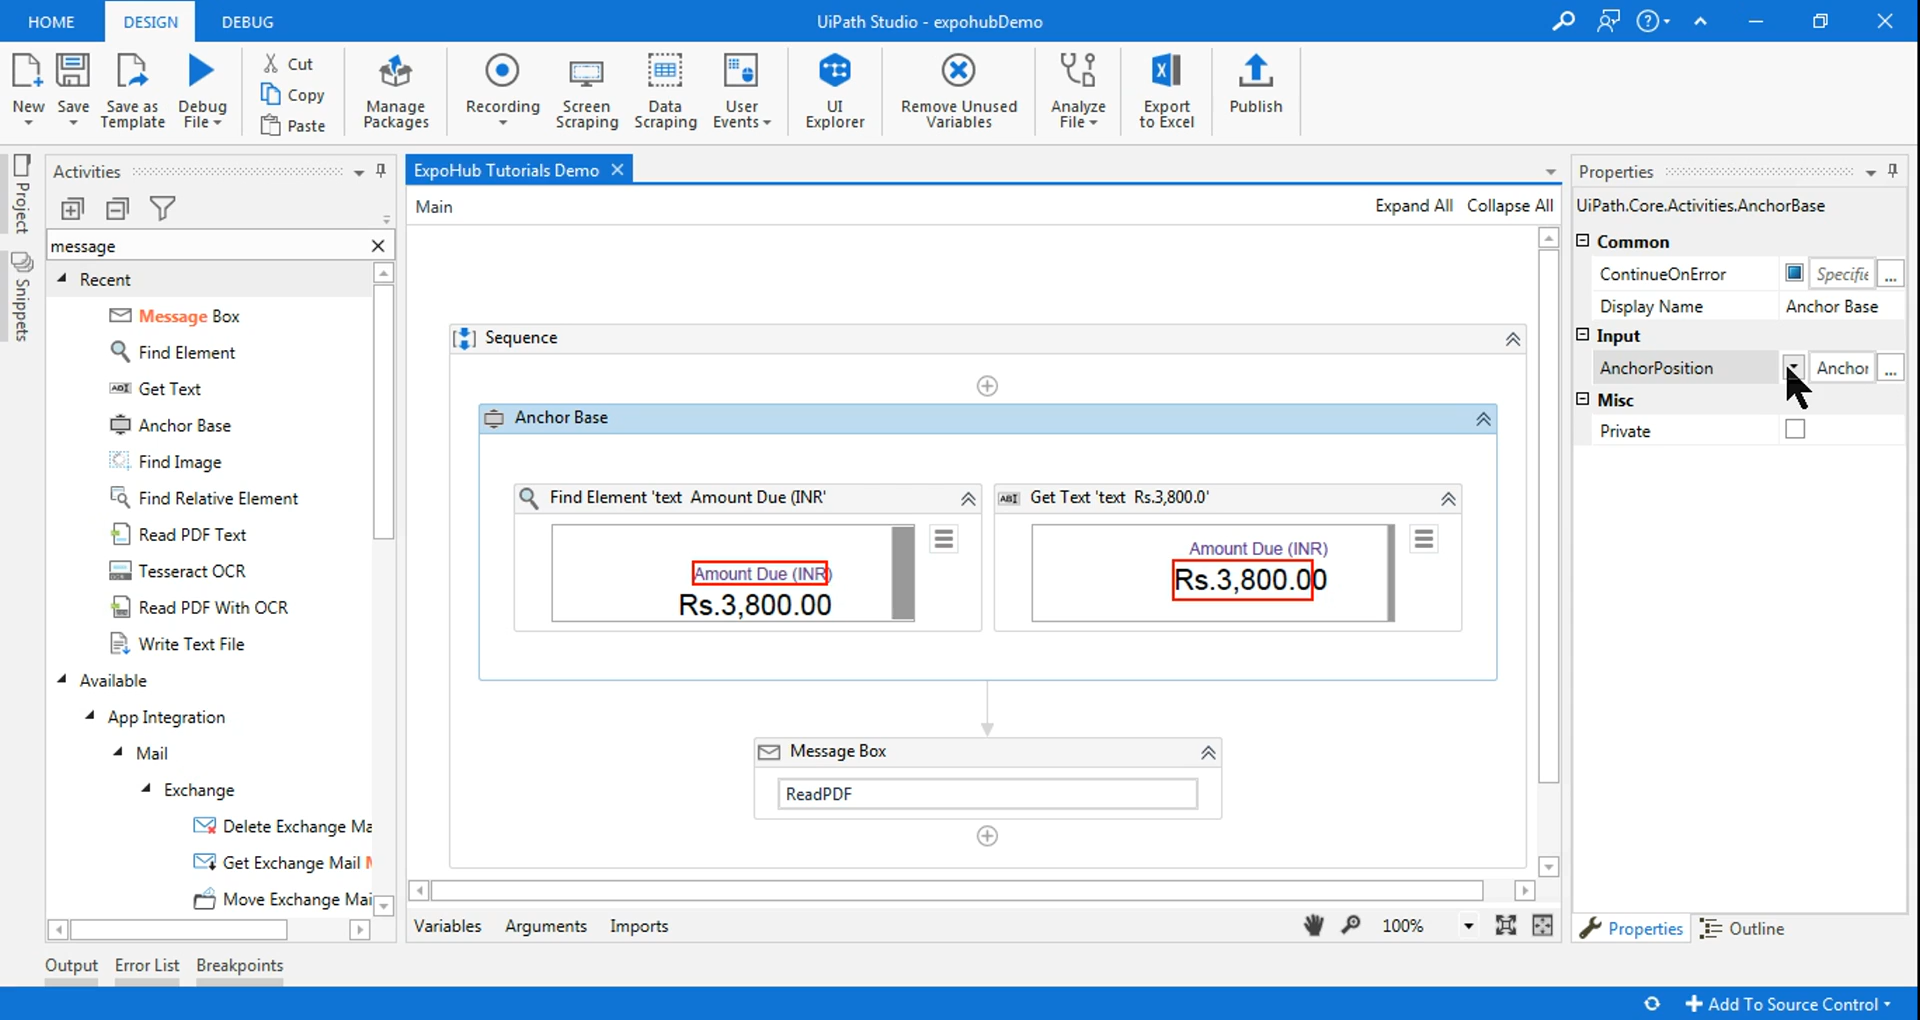 HOME DESIGN DEBUG UiPath Studio - expohubDemo
New Save Save as Template Debug File
Cut
Copy
Paste
Manage Packages
Recording Screen Scraping Data Scraping User Events
UI Explorer
Remove Unused Variables
Analyze File
Export to Excel
Publish
Project
Snippets
Activities
message
Recent
Message Box
Find Element
Get Text
Anchor Base
Find Image
Find Relative Element
Read PDF Text
Tesseract OCR
Read PDF With OCR
Write Text File
Available
App Integration
Mail
Exchange
Delete Exchange Ma
Get Exchange Mail M
Move Exchange Mai
ExpoHub Tutorials Demo
Main Expand All Collapse All
Sequence
Anchor Base
Find Element 'text Amount Due (INR'
Amount Due (INR)
Rs.3,800.00
Get Text 'text Rs.3,800.0'
Amount Due (INR)
Rs.3,800.00
Message Box
ReadPDF
Variables Arguments Imports 100%
Properties
UiPath.Core.Activities.AnchorBase
Common
ContinueOnError Specifie ...
Display Name Anchor Base
Input
AnchorPosition Anchor ...
Misc
Private
Properties Outline
Output Error List Breakpoints
Add To Source Control